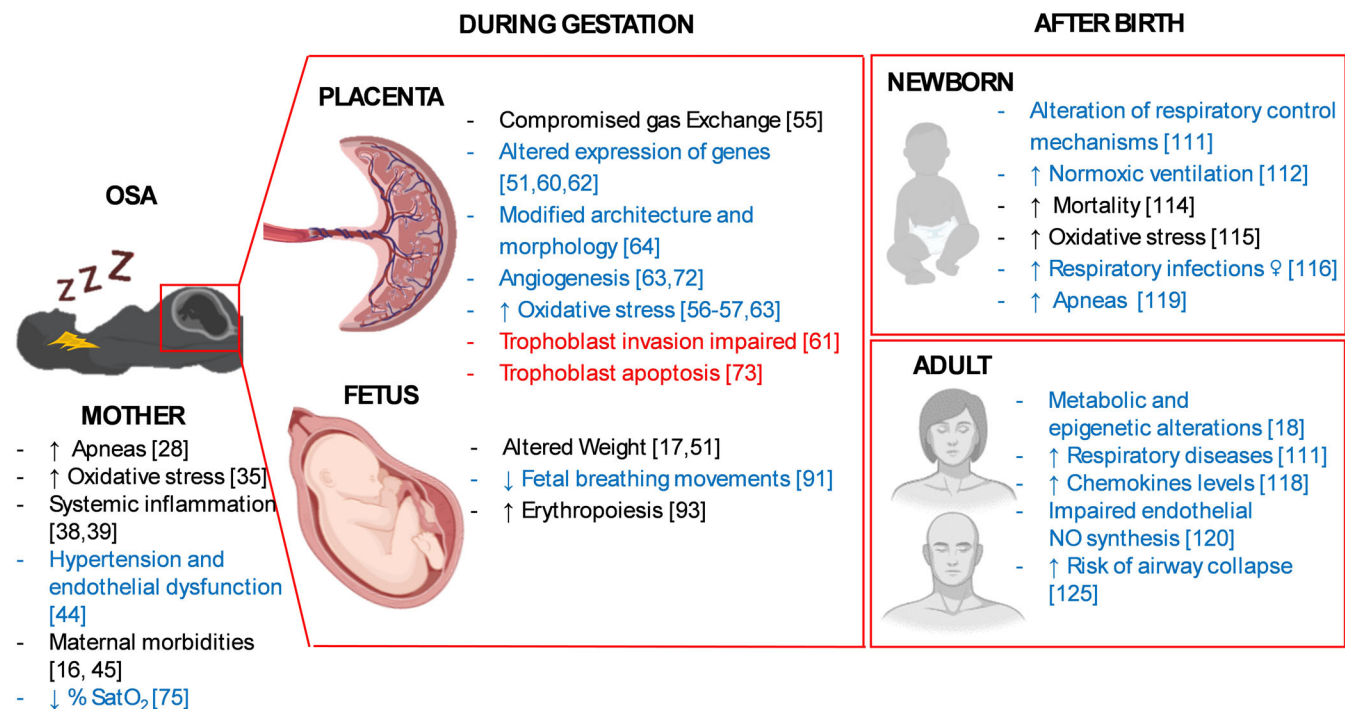 DURING GESTATION
AFTER BIRTH
OSA
z z Z
MOTHER
- ↑ Apneas [28]
- ↑ Oxidative stress [35]
- Systemic inflammation
[38,39]
- Hypertension and
endothelial dysfunction
[44]
- Maternal morbidities
[16, 45]
- ↓ % SatO₂ [75]
PLACENTA
- Compromised gas Exchange [55]
- Altered expression of genes
[51,60,62]
- Modified architecture and
morphology [64]
- Angiogenesis [63,72]
- ↑ Oxidative stress [56-57,63]
- Trophoblast invasion impaired [61]
- Trophoblast apoptosis [73]
FETUS
- Altered Weight [17,51]
- ↓ Fetal breathing movements [91]
- ↑ Erythropoiesis [93]
NEWBORN
- Alteration of respiratory control
mechanisms [111]
- ↑ Normoxic ventilation [112]
- ↑ Mortality [114]
- ↑ Oxidative stress [115]
- ↑ Respiratory infections ♀ [116]
- ↑ Apneas [119]
ADULT
- Metabolic and
epigenetic alterations [18]
- ↑ Respiratory diseases [111]
- ↑ Chemokines levels [118]
- Impaired endothelial
NO synthesis [120]
- ↑ Risk of airway collapse
[125]